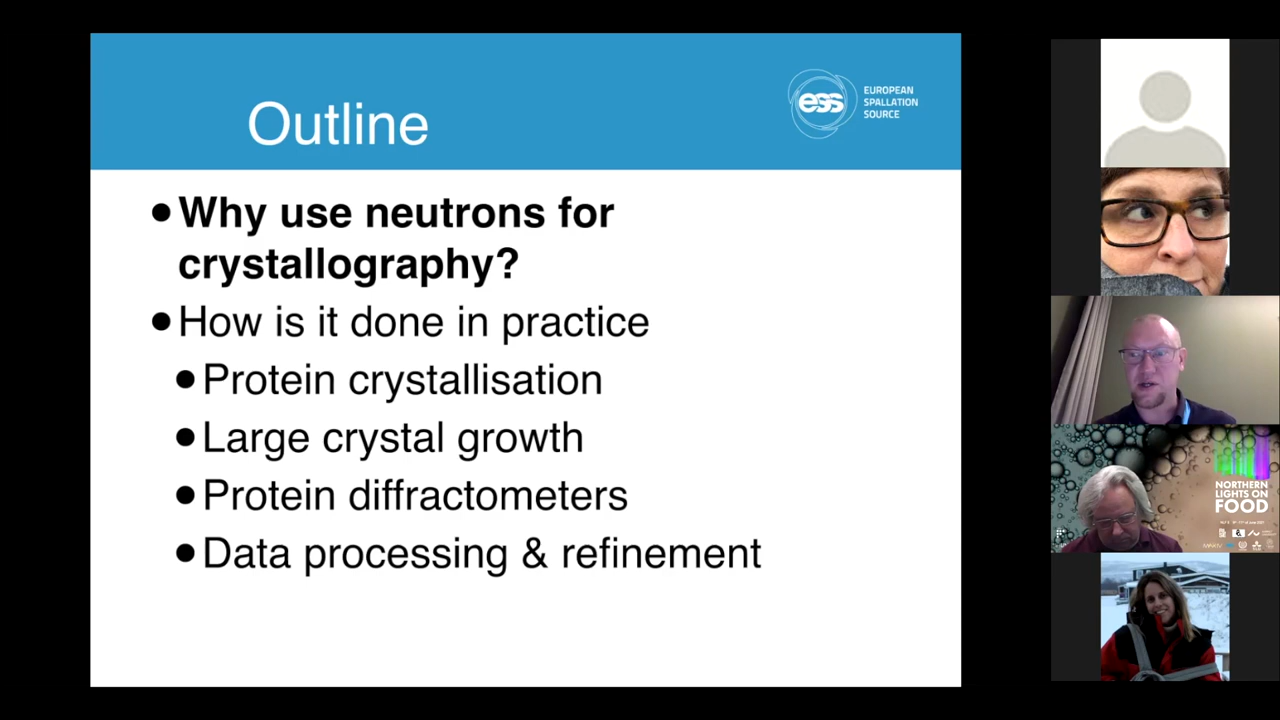 Outline
ess
EUROPEAN
SPALLATION
SOURCE
•Why use neutrons for
crystallography?
•How is it done in practice
•Protein crystallisation
•Large crystal growth
•Protein diffractometers
•Data processing & refinement
NORTHERN
LIGHTS ON
FOOD